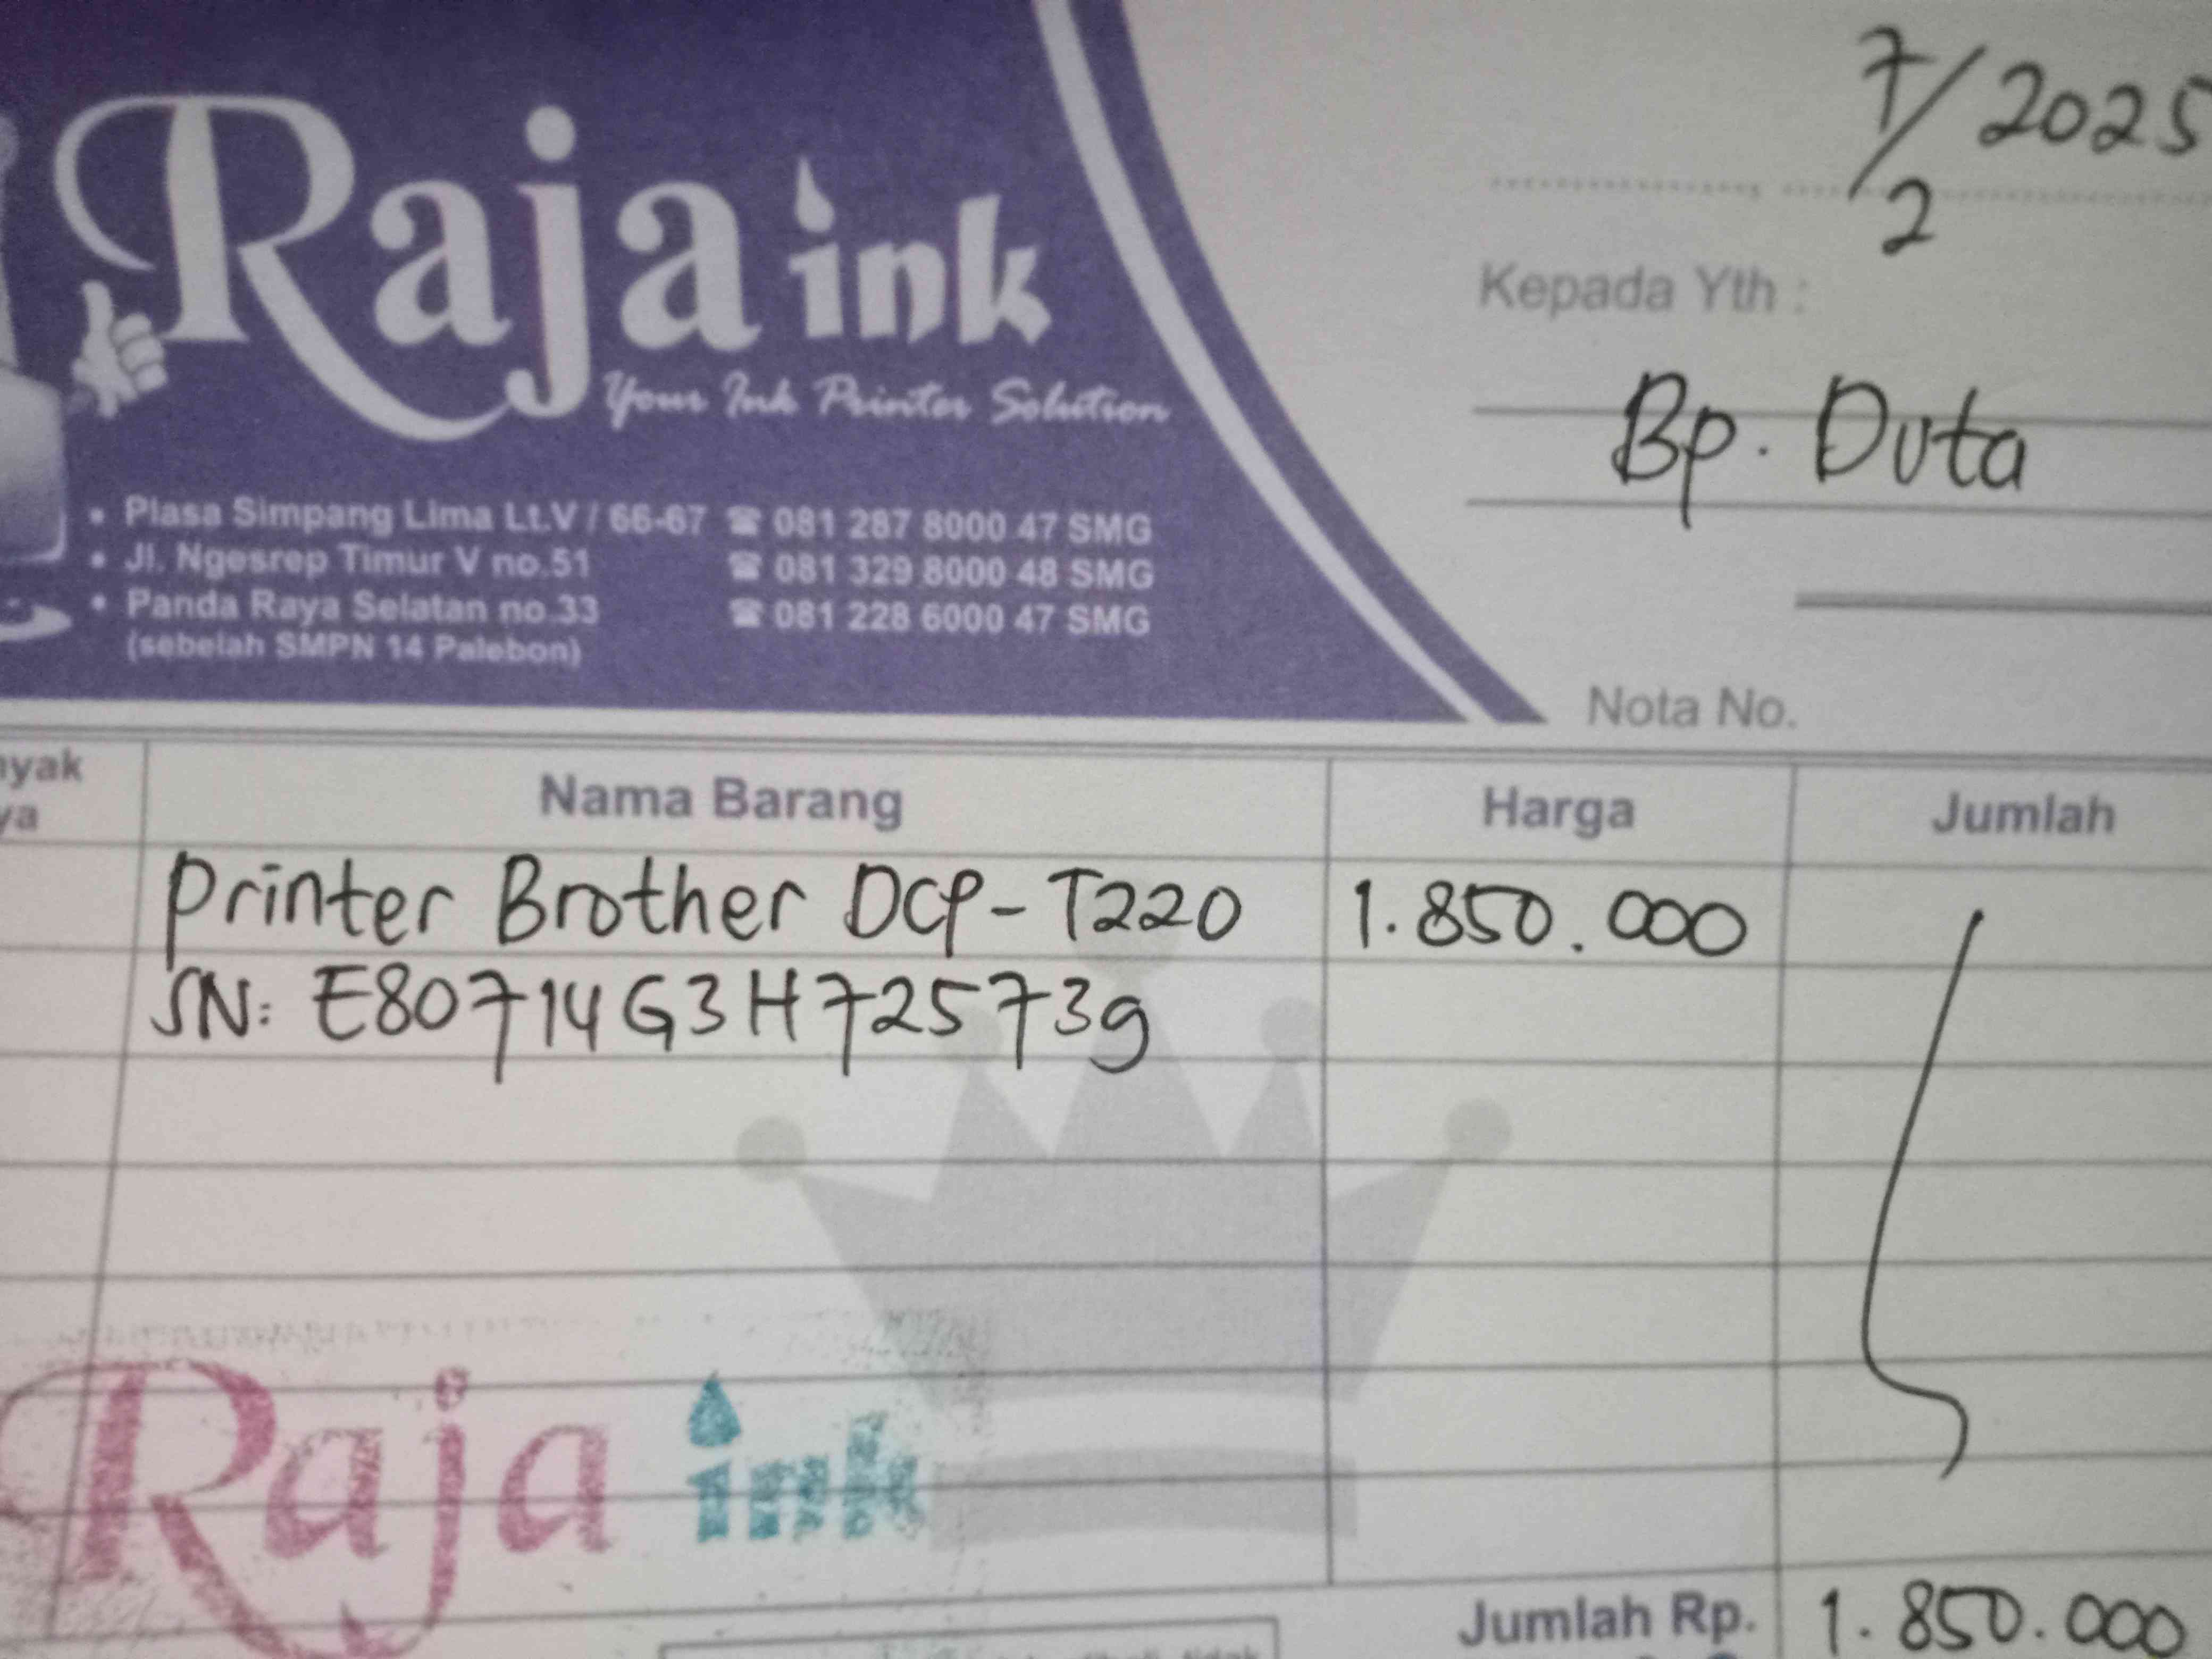 Raja ink
Your Ink Printer Solution
• Plasa Simpang Lima Lt.V / 66-67 ☎ 081 287 8000 47 SMG
• Jl. Ngesrep Timur V no.51 ☎ 081 329 8000 48 SMG
• Panda Raya Selatan no.33 ☎ 081 228 6000 47 SMG
(sebelah SMPN 14 Palebon)
7/2 2025
Kepada Yth :
Bp. Duta
Nota No.
nyak
ya
Nama Barang Harga Jumlah
Printer Brother DCP-T220 1.850.000
SN: E80714G3H725739
Raja ink
Jumlah Rp. 1.850.000